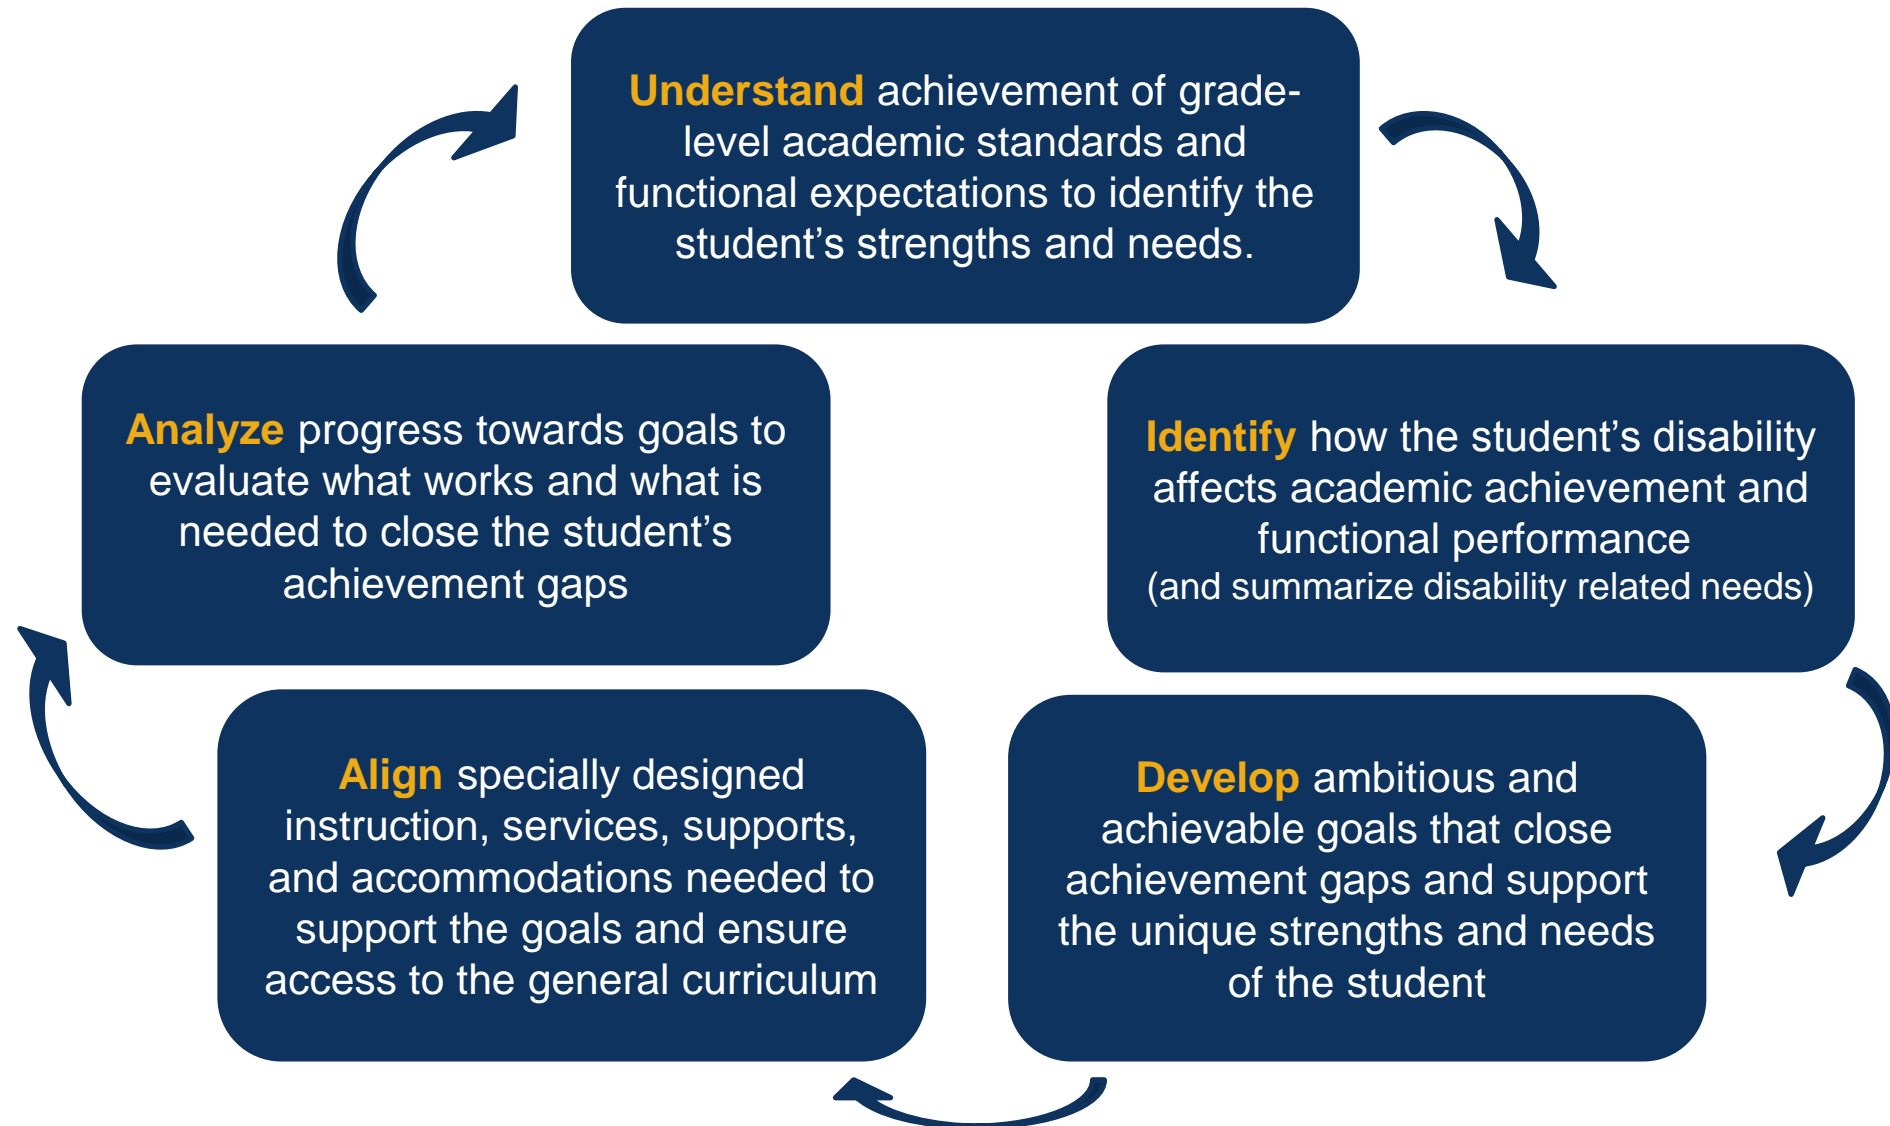 Understand achievement of grade-
level academic standards and
functional expectations to identify the
student’s strengths and needs.
Identify how the student’s disability
affects academic achievement and
functional performance
(and summarize disability related needs)
Develop ambitious and
achievable goals that close
achievement gaps and support
the unique strengths and needs
of the student
Align specially designed
instruction, services, supports,
and accommodations needed to
support the goals and ensure
access to the general curriculum
Analyze progress towards goals to
evaluate what works and what is
needed to close the student’s
achievement gaps